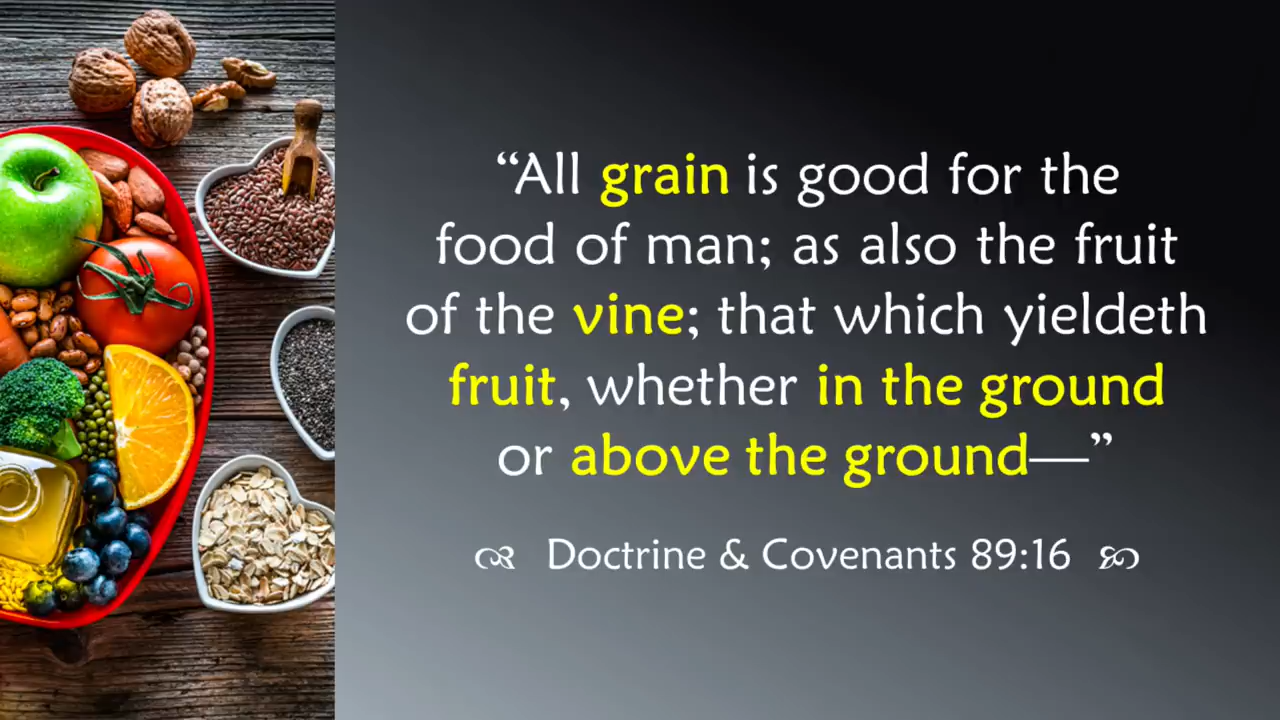 “All grain is good for the
food of man; as also the fruit
of the vine; that which yieldeth
fruit, whether in the ground
or above the ground—”
Doctrine & Covenants 89:16